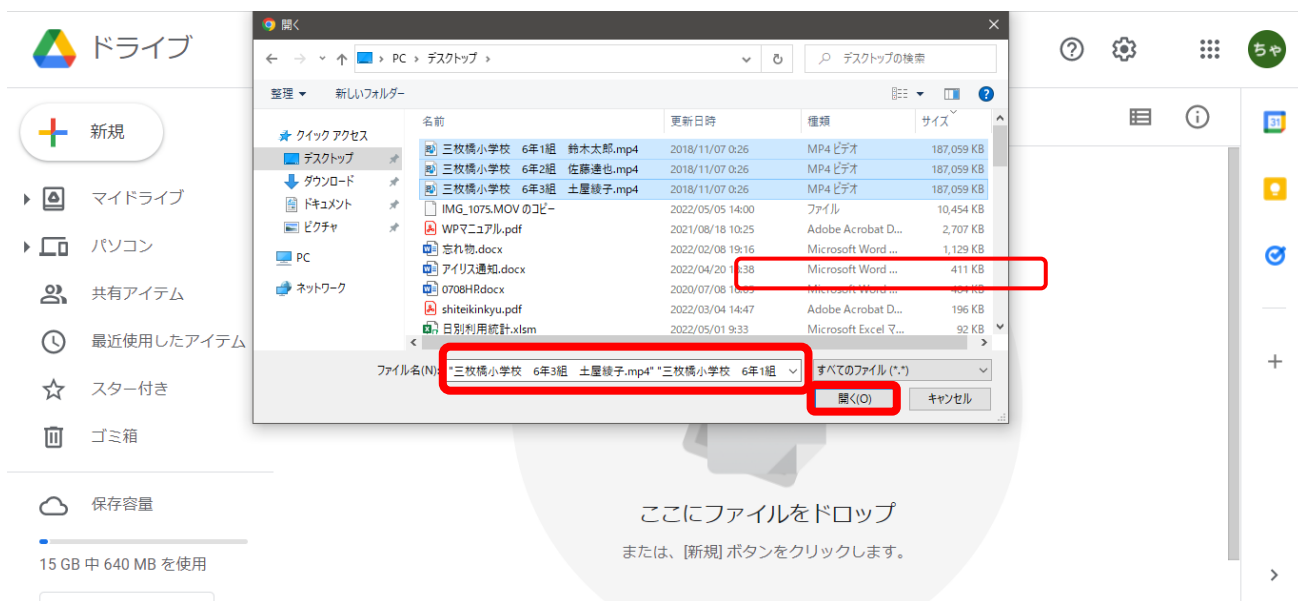 ドライブ
ちゃ
新規
マイドライブ
パソコン
共有アイテム
最近使用したアイテム
スター付き
ゴミ箱
保存容量
15 GB 中 640 MB を使用
開く
PC › デスクトップ ›
デスクトップの検索
整理
新しいフォルダー
クイック アクセス
デスクトップ
ダウンロード
ドキュメント
ピクチャ
PC
ネットワーク
名前 更新日時 種類 サイズ
三枚橋小学校 6年1組 鈴木太郎.mp4 2018/11/07 0:26 MP4 ビデオ 187,059 KB
三枚橋小学校 6年2組 佐藤達也.mp4 2018/11/07 0:26 MP4 ビデオ 187,059 KB
三枚橋小学校 6年3組 土屋綾子.mp4 2018/11/07 0:26 MP4 ビデオ 187,059 KB
IMG_1075.MOV のコピー 2022/05/05 14:00 ファイル 10,454 KB
WPマニュアル.pdf 2021/08/18 10:25 Adobe Acrobat D... 2,707 KB
忘れ物.docx 2022/02/08 19:16 Microsoft Word ... 1,129 KB
アイリス通知.docx 2022/04/20 :38 Microsoft Word ... 411 KB
0708HP.docx 2020/07/08 Microsoft Word ... KB
shiteikinkyu.pdf 2022/03/04 14:47 Adobe Acrobat D... 196 KB
日別利用統計.xlsm 2022/05/01 9:33 Microsoft Excel マ... 92 KB
ファイル名(N): "三枚橋小学校 6年3組 土屋綾子.mp4" "三枚橋小学校 6年1組
すべてのファイル (*.*)
開く(O)
キャンセル
ここにファイルをドロップ
または、[新規] ボタンをクリックします。
31